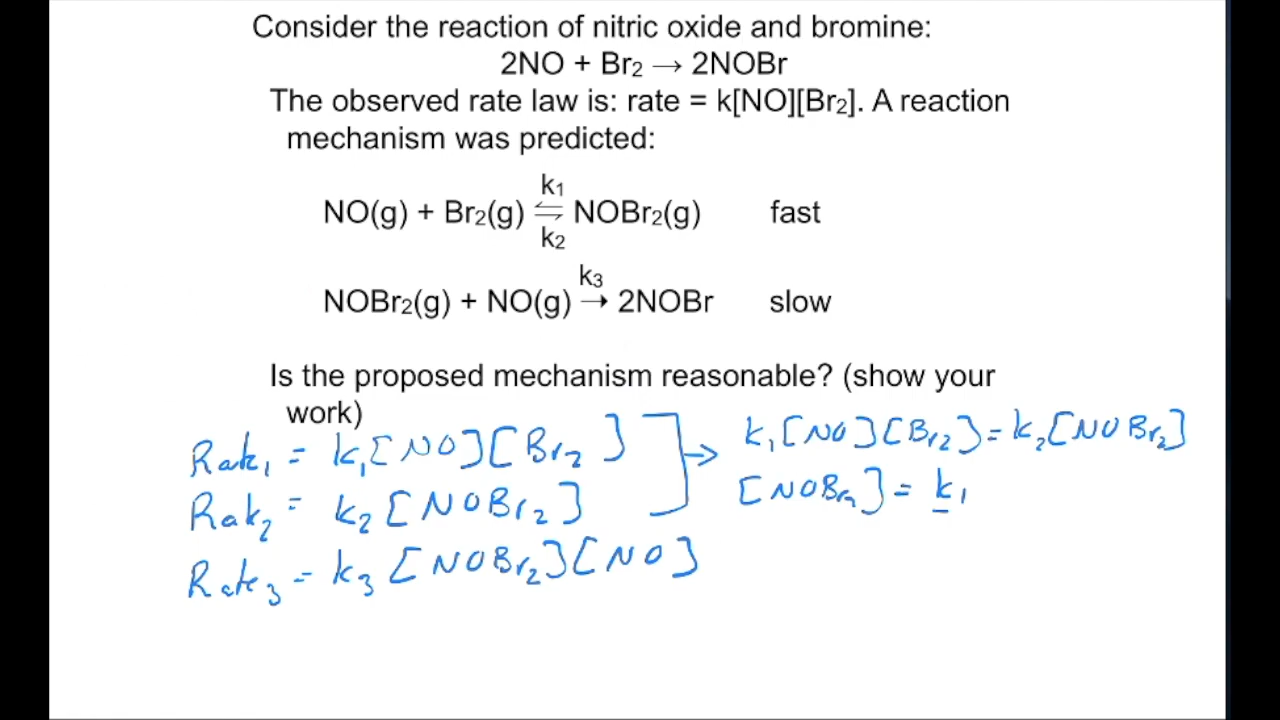 Consider the reaction of nitric oxide and bromine:
2NO + Br₂ → 2NOBr
The observed rate law is: rate = k[NO][Br₂]. A reaction
mechanism was predicted:
k₁
NO(g) + Br₂(g) ⇌ NOBr₂(g) fast
k₂
k₃
NOBr₂(g) + NO(g) → 2NOBr slow
Is the proposed mechanism reasonable? (show your
work)
Rate₁ = k₁[NO][Br₂]
Rate₂ = k₂[NOBr₂]
Rate₃ = k₃[NOBr₂][NO]
→ k₁[NO][Br₂] = k₂[NOBr₂]
[NOBr₂] = k₁